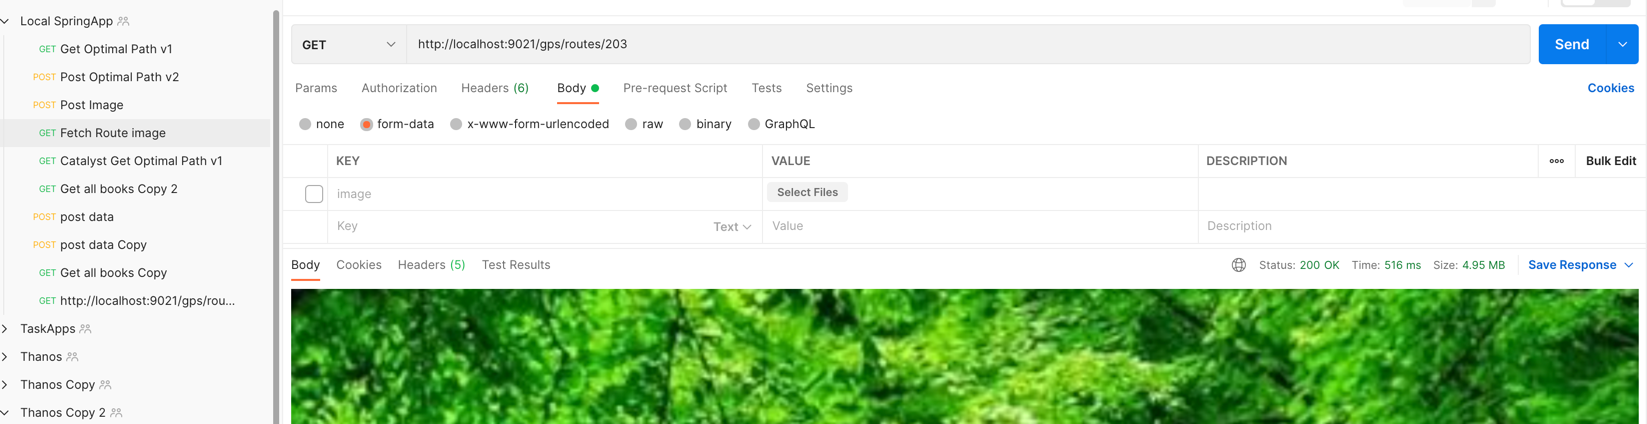 Local SpringApp
GET Get Optimal Path v1
POST Post Optimal Path v2
POST Post Image
GET Fetch Route image
GET Catalyst Get Optimal Path v1
GET Get all books Copy 2
POST post data
POST post data Copy
GET Get all books Copy
GET http://localhost:9021/gps/rou...
TaskApps
Thanos
Thanos Copy
Thanos Copy 2
GET http://localhost:9021/gps/routes/203 Send
Params Authorization Headers (6) Body Pre-request Script Tests Settings Cookies
none form-data x-www-form-urlencoded raw binary GraphQL
KEY VALUE DESCRIPTION ••• Bulk Edit
image Select Files
Key Text Value Description
Body Cookies Headers (5) Test Results Status: 200 OK Time: 516 ms Size: 4.95 MB Save Response